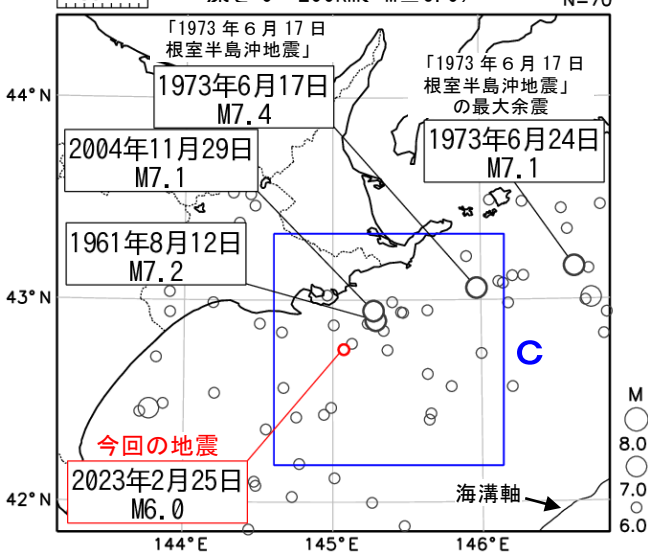 N=70
「1973年6月17日
根室半島沖地震」
1973年6月17日
M7.4
「1973年6月17日
根室半島沖地震」
の最大余震
1973年6月24日
M7.1
2004年11月29日
M7.1
1961年8月12日
M7.2
C
今回の地震
2023年2月25日
M6.0
海溝軸
44°N
43°N
42°N
144°E
145°E
146°E
M
8.0
7.0
6.0